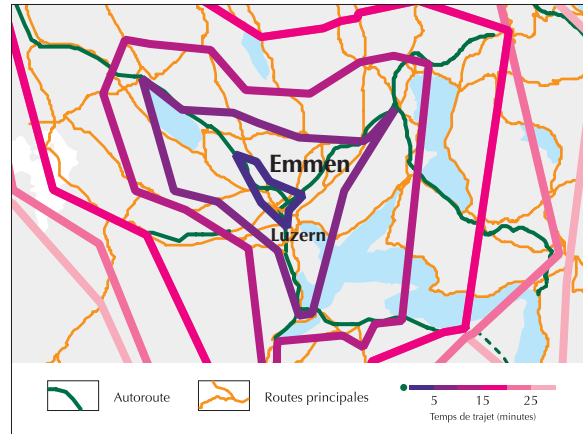 Emmen
Luzern
Autoroute
Routes principales
5 15 25
Temps de trajet (minutes)